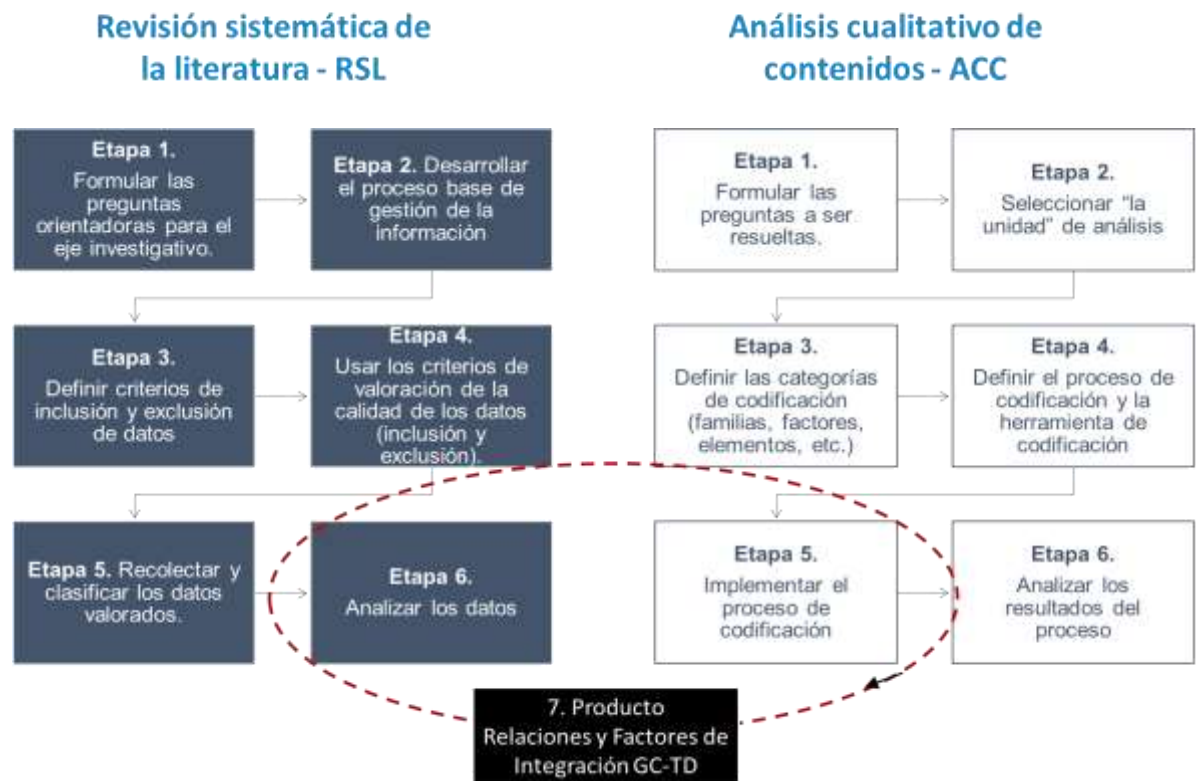 Revisión sistemática de
la literatura - RSL
Análisis cualitativo de
contenidos - ACC
Etapa 1.
Formular las
preguntas
orientadoras para el
eje investigativo.
Etapa 2. Desarrollar
el proceso base de
gestión de la
información
Etapa 1.
Formular las
preguntas a ser
resueltas.
Etapa 2.
Seleccionar “la
unidad” de análisis
Etapa 3.
Definir criterios de
inclusión y exclusión
de datos
Etapa 4.
Usar los criterios de
valoración de la
calidad de los datos
(inclusión y
exclusión).
Etapa 3.
Definir las categorías
de codificación
(familias, factores,
elementos, etc.)
Etapa 4.
Definir el proceso de
codificación y la
herramienta de
codificación
Etapa 5. Recolectar y
clasificar los datos
valorados.
Etapa 6.
Analizar los datos
Etapa 5.
Implementar el
proceso de
codificación
Etapa 6.
Analizar los
resultados del
proceso
7. Producto
Relaciones y Factores de
Integración GC-TD